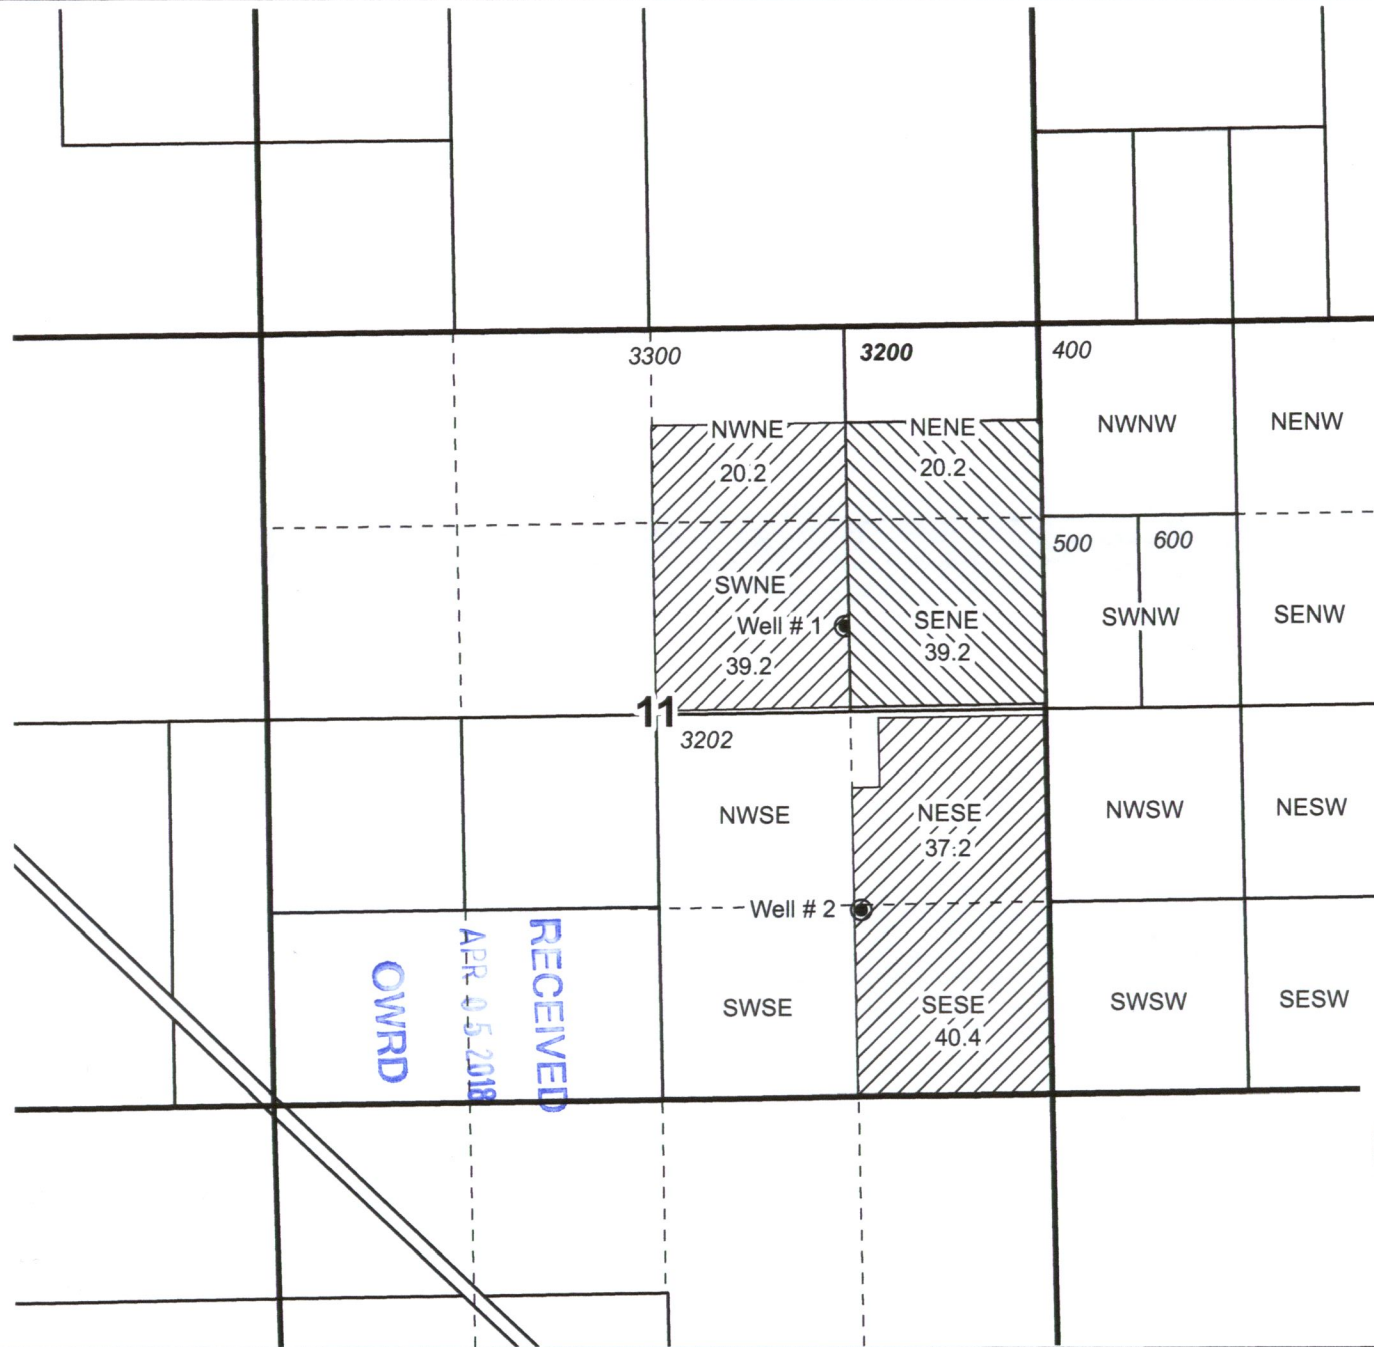 3300
3200
400
NWNE
NENE
NWNW
NENW
20.2
20.2
500
600
SWNE
SENE
SWNW
SENW
Well # 1
39.2
39.2
11
3202
NWSE
NESE
NWSW
NESW
37.2
Well # 2
SWSE
SESE
SWSW
SESW
40.4
RECEIVED
APR 05 2018
OWRD